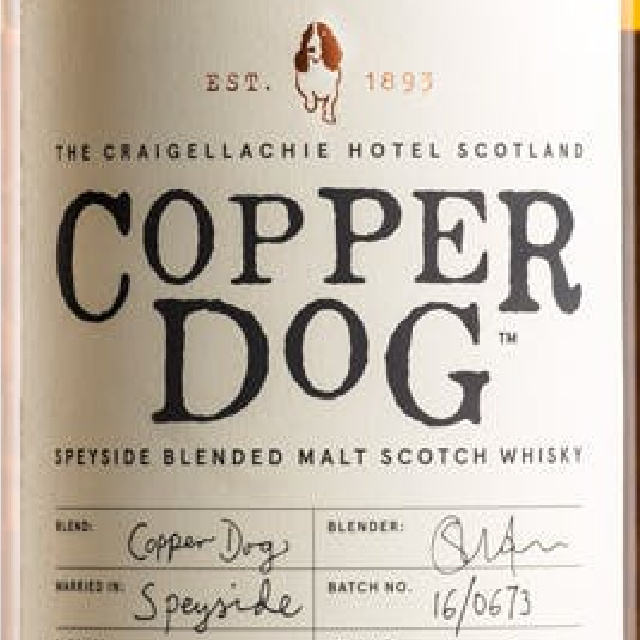 EST. 1893
THE CRAIGELLACHIE HOTEL SCOTLAND
COPPER
DOG™
SPEYSIDE BLENDED MALT SCOTCH WHISKY
BLEND: Copper Dog BLENDER:
MARRIED IN: Speyside BATCH NO. 16/0673